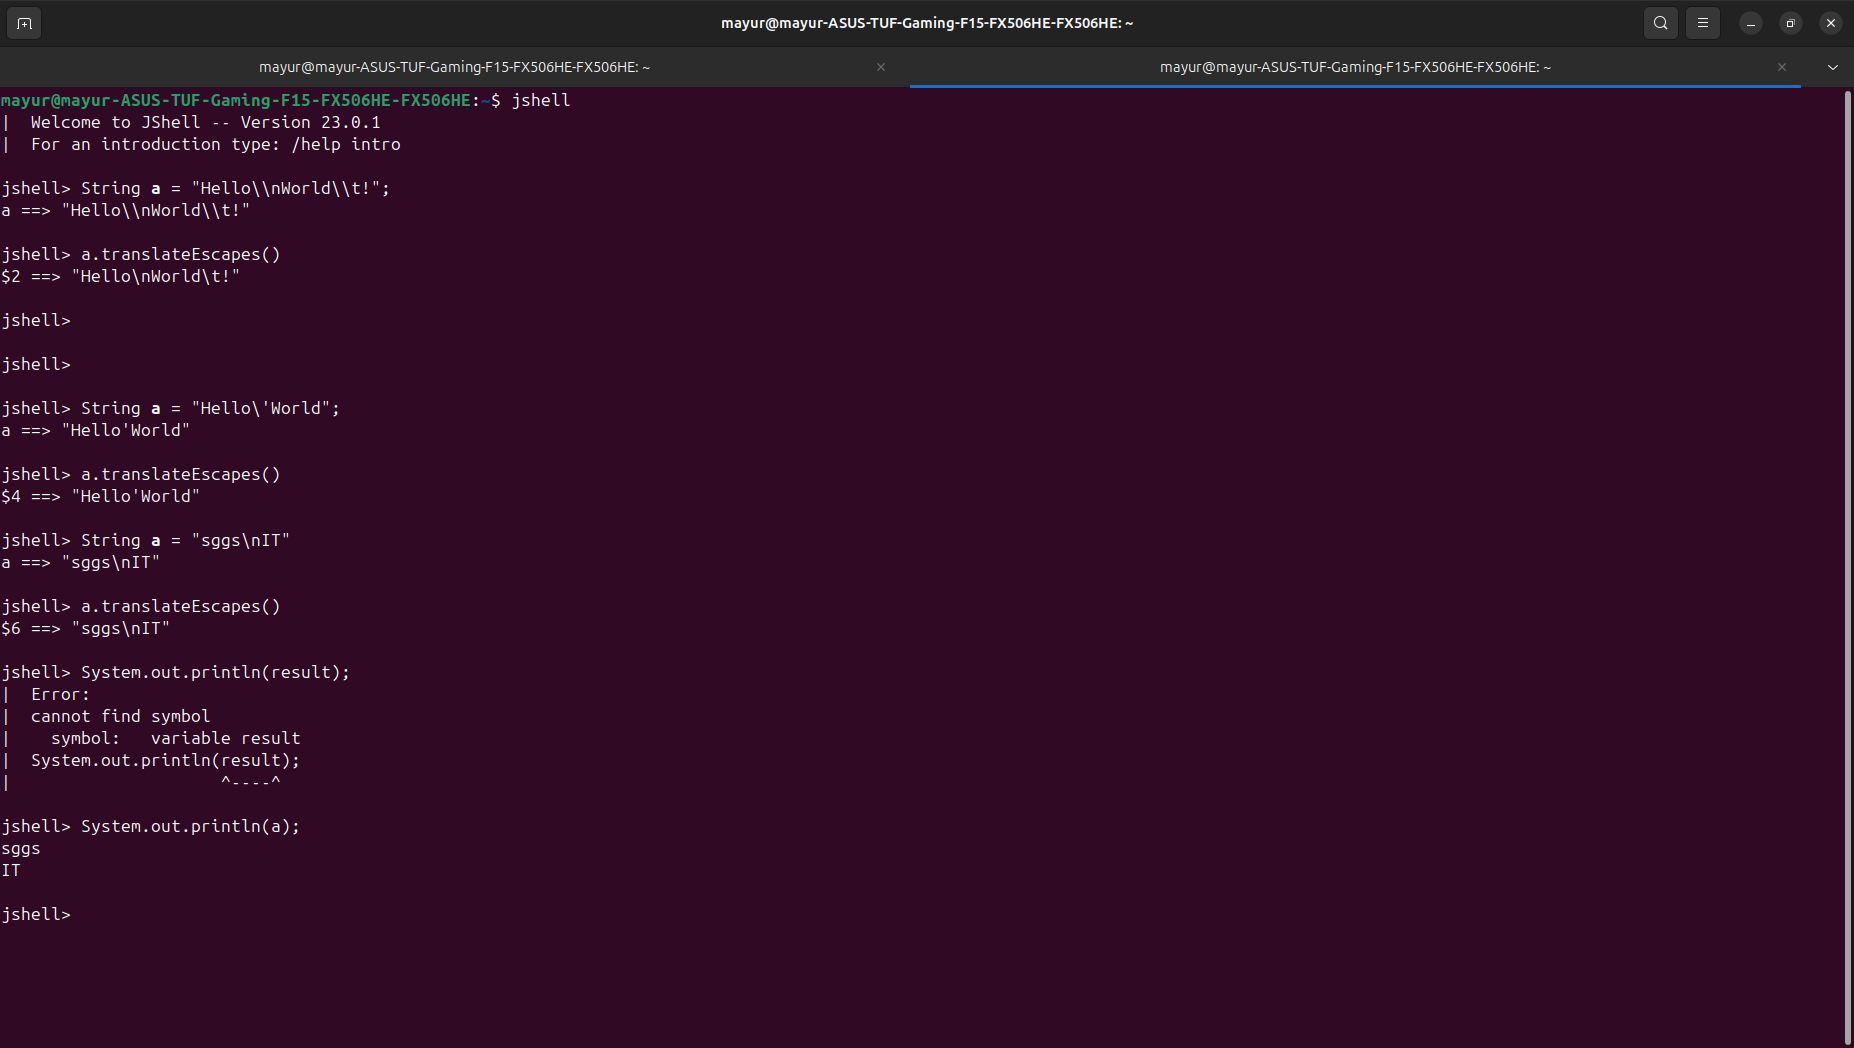 mayur@mayur-ASUS-TUF-Gaming-F15-FX506HE-FX506HE: ~
mayur@mayur-ASUS-TUF-Gaming-F15-FX506HE-FX506HE: ~
mayur@mayur-ASUS-TUF-Gaming-F15-FX506HE-FX506HE: ~
mayur@mayur-ASUS-TUF-Gaming-F15-FX506HE-FX506HE:~$ jshell
|  Welcome to JShell -- Version 23.0.1
|  For an introduction type: /help intro
jshell> String a = "Hello\\nWorld\\t!";
a ==> "Hello\\nWorld\\t!"
jshell> a.translateEscapes()
$2 ==> "Hello\nWorld\t!"
jshell>
jshell>
jshell> String a = "Hello\'World";
a ==> "Hello'World"
jshell> a.translateEscapes()
$4 ==> "Hello'World"
jshell> String a = "sggs\nIT"
a ==> "sggs\nIT"
jshell> a.translateEscapes()
$6 ==> "sggs\nIT"
jshell> System.out.println(result);
|  Error:
|  cannot find symbol
|    symbol:   variable result
|  System.out.println(result);
|                     ^----^
jshell> System.out.println(a);
sggs
IT
jshell>